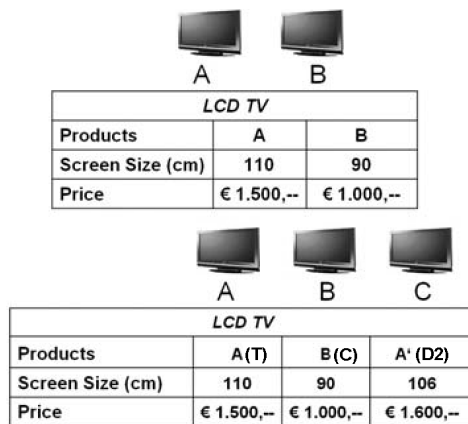 A B
LCD TV
Products A B
Screen Size (cm) 110 90
Price € 1.500,-- € 1.000,--
A B C
LCD TV
Products A (T) B (C) A' (D2)
Screen Size (cm) 110 90 106
Price € 1.500,-- € 1.000,-- € 1.600,--